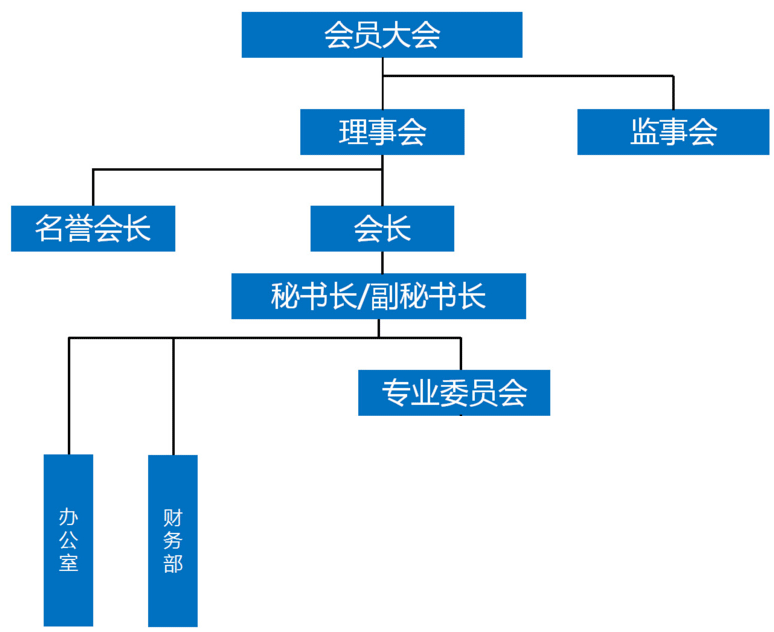 会员大会
理事会
监事会
名誉会长
会长
秘书长/副秘书长
专业委员会
办公室
财务部